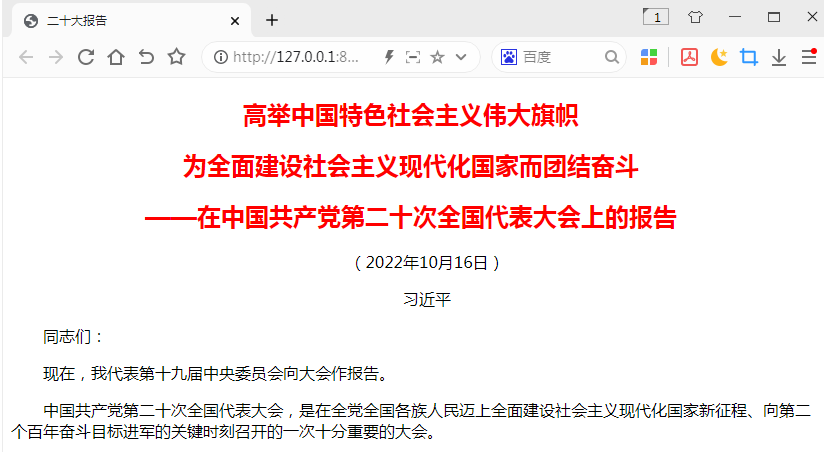 二十大报告
1
http://127.0.0.1:8...
百度
高举中国特色社会主义伟大旗帜
为全面建设社会主义现代化国家而团结奋斗
——在中国共产党第二十次全国代表大会上的报告
（2022年10月16日）
习近平
同志们：
现在，我代表第十九届中央委员会向大会作报告。
中国共产党第二十次全国代表大会，是在全党全国各族人民迈上全面建设社会主义现代化国家新征程、向第二
个百年奋斗目标进军的关键时刻召开的一次十分重要的大会。